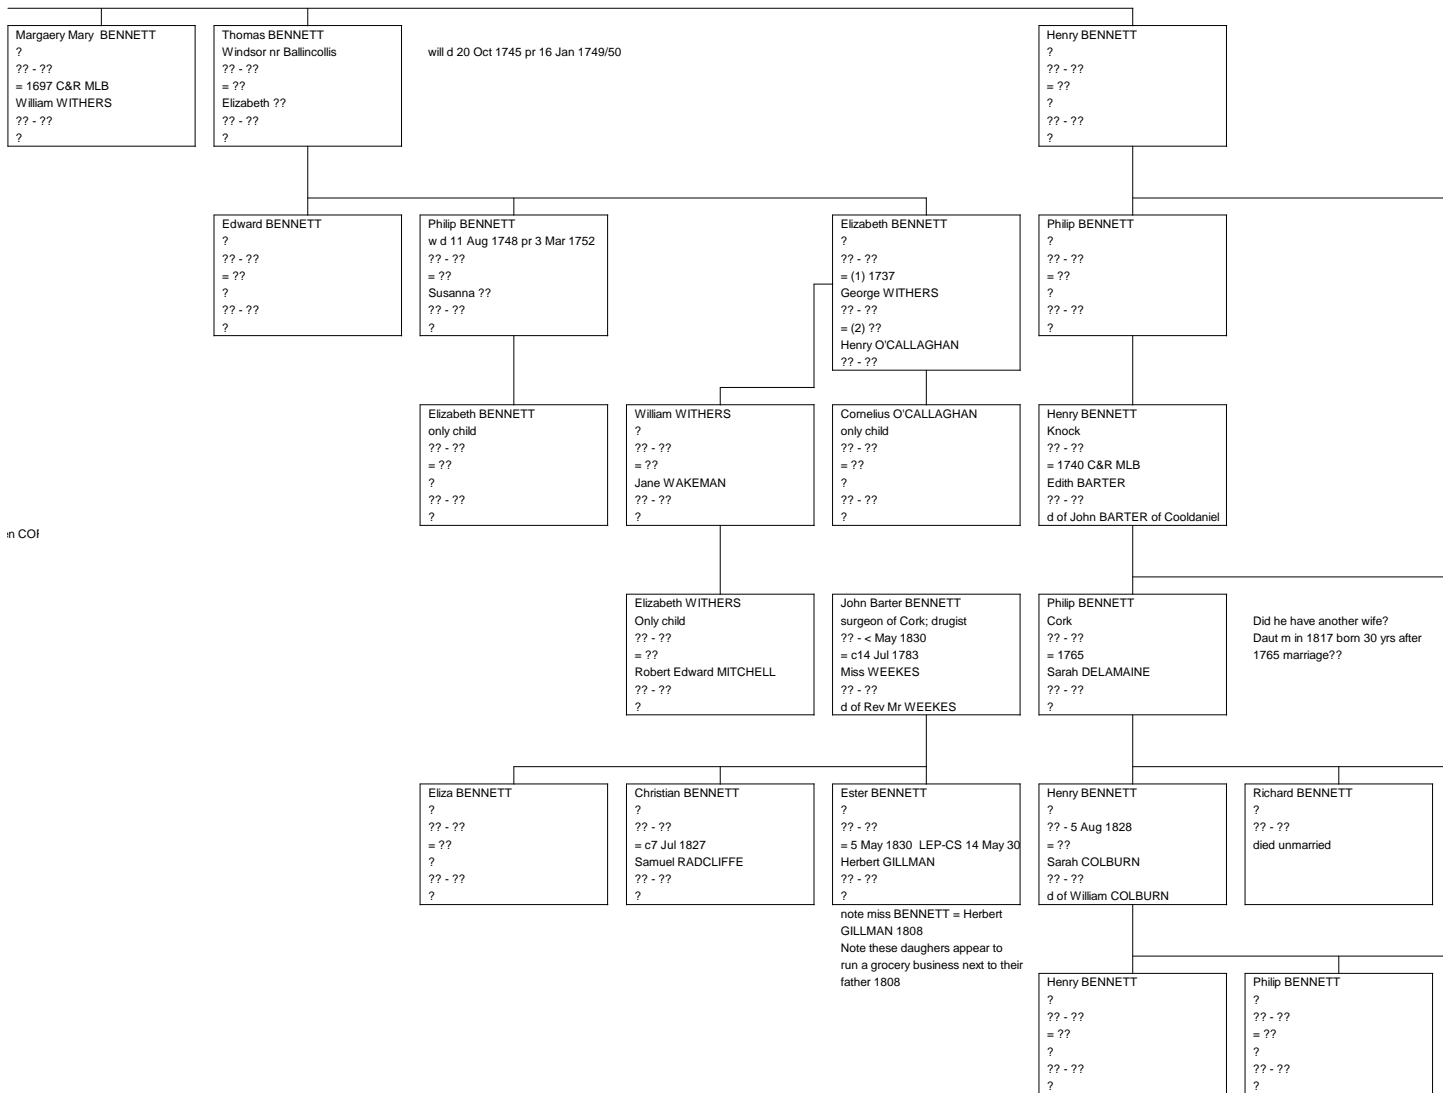 Margaery Mary BENNETT
?
?? - ??
= 1697 C&R MLB
William WITHERS
?? - ??
?
Thomas BENNETT
Windsor nr Ballincollis
?? - ??
= ??
Elizabeth ??
?? - ??
?
will d 20 Oct 1745 pr 16 Jan 1749/50
Henry BENNETT
?
?? - ??
= ??
?
?? - ??
?
Edward BENNETT
?
?? - ??
= ??
?
?? - ??
?
Philip BENNETT
w d 11 Aug 1748 pr 3 Mar 1752
?? - ??
= ??
Susanna ??
?? - ??
?
Elizabeth BENNETT
?
?? - ??
= (1) 1737
George WITHERS
?? - ??
= (2) ??
Henry O'CALLAGHAN
?? - ??
Philip BENNETT
?
?? - ??
= ??
?
?? - ??
?
Elizabeth BENNETT
only child
?? - ??
= ??
?
?? - ??
?
William WITHERS
?
?? - ??
= ??
Jane WAKEMAN
?? - ??
?
Cornelius O'CALLAGHAN
only child
?? - ??
= ??
?
?? - ??
?
Henry BENNETT
Knock
?? - ??
= 1740 C&R MLB
Edith BARTER
?? - ??
d of John BARTER of Cooldaniel
Elizabeth WITHERS
Only child
?? - ??
= ??
Robert Edward MITCHELL
?? - ??
?
John Barter BENNETT
surgeon of Cork; drugist
?? - < May 1830
= c14 Jul 1783
Miss WEEKES
?? - ??
d of Rev Mr WEEKES
Philip BENNETT
Cork
?? - ??
= 1765
Sarah DELAMAINE
?? - ??
?
Did he have another wife?
Daut m in 1817 born 30 yrs after
1765 marriage??
Eliza BENNETT
?
?? - ??
= ??
?
?? - ??
?
Christian BENNETT
?
?? - ??
= c7 Jul 1827
Samuel RADCLIFFE
?? - ??
?
Ester BENNETT
?
?? - ??
= 5 May 1830 LEP-CS 14 May 30
Herbert GILLMAN
?? - ??
?
note miss BENNETT = Herbert
GILLMAN 1808
Note these daughers appear to
run a grocery business next to their
father 1808
Henry BENNETT
?
?? - 5 Aug 1828
= ??
Sarah COLBURN
?? - ??
d of William COLBURN
Richard BENNETT
?
?? - ??
died unmarried
Henry BENNETT
?
?? - ??
= ??
?
?? - ??
?
Philip BENNETT
?
?? - ??
= ??
?
?? - ??
?